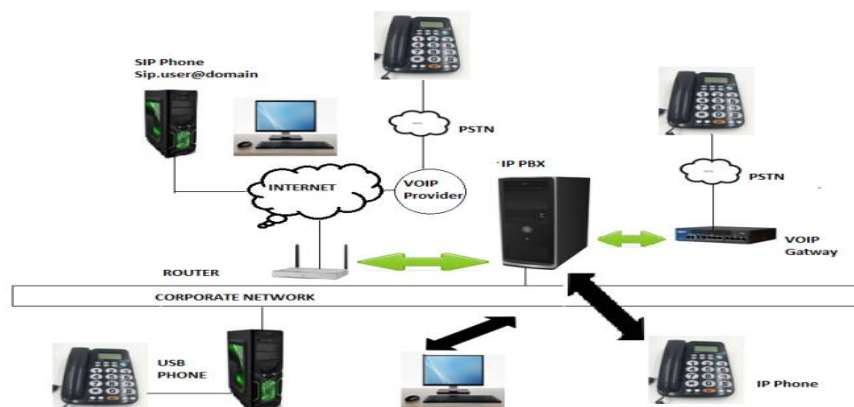 SIP Phone
Sip.user@domain
PSTN
IP PBX
INTERNET
VOIP
Provider
PSTN
VOIP
Gatway
ROUTER
CORPORATE NETWORK
USB
PHONE
IP Phone